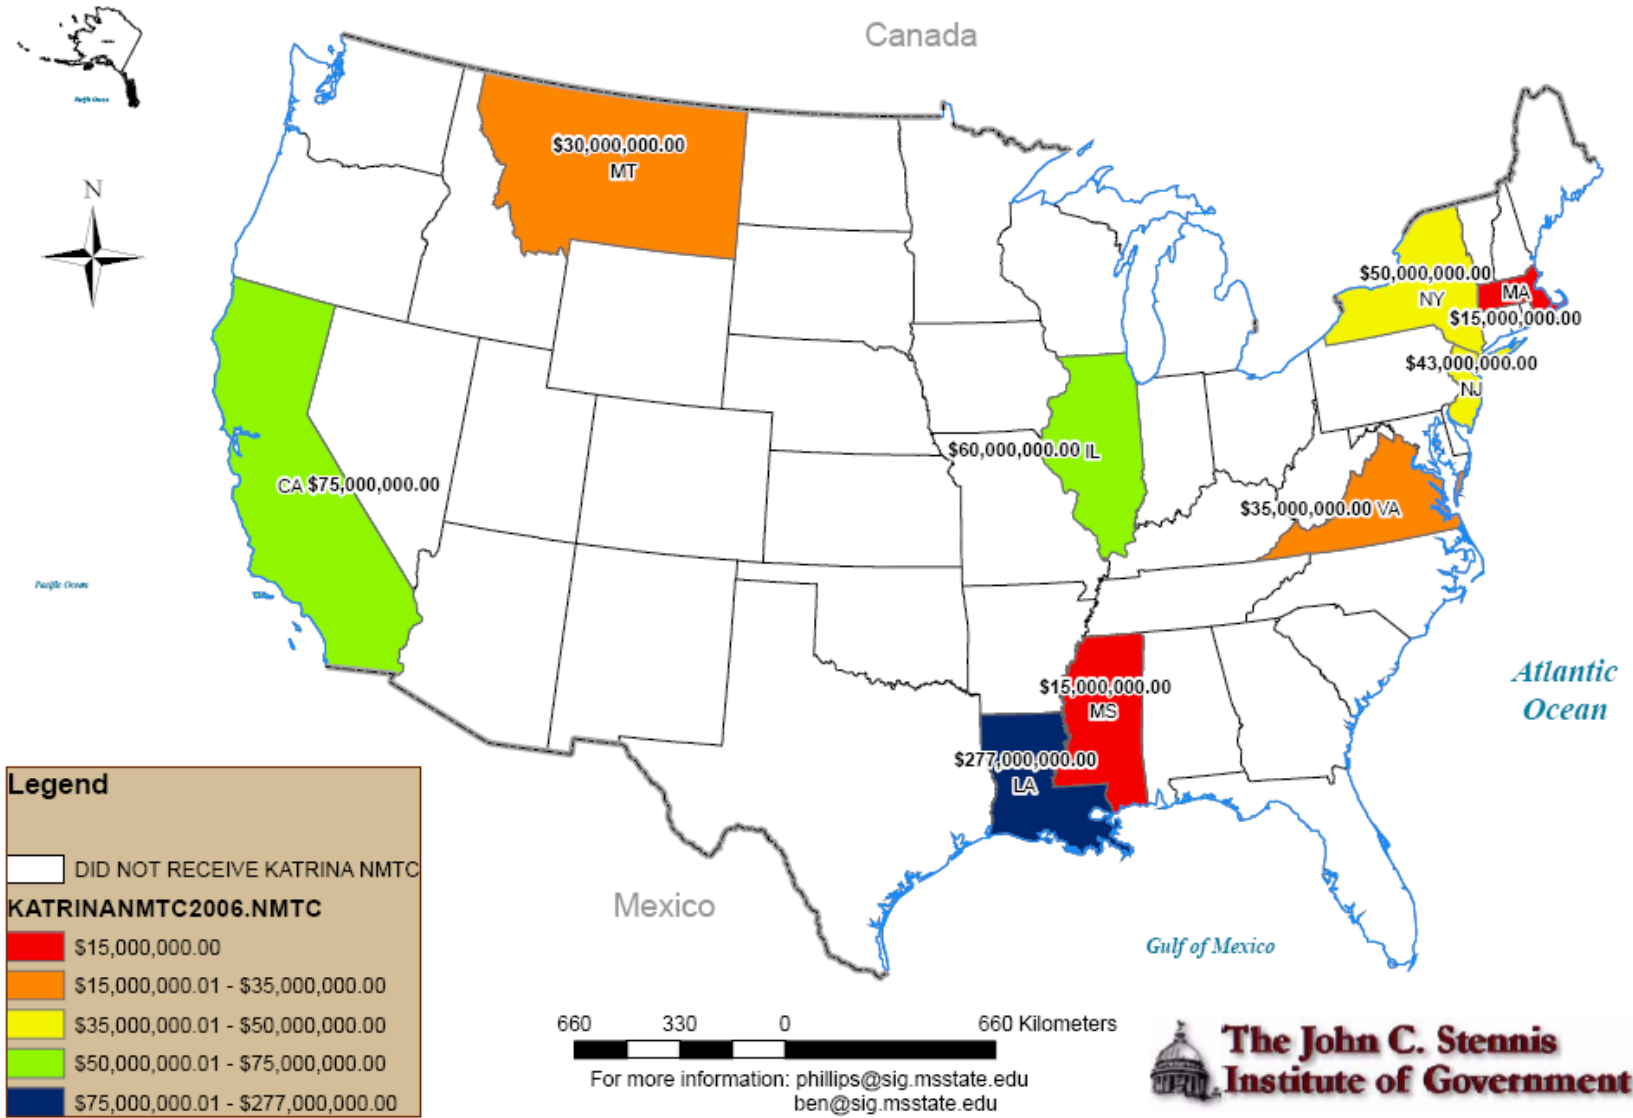 Canada
Pacific Ocean
N
$30,000,000.00
MT
$50,000,000.00
NY
MA
$15,000,000.00
$43,000,000.00
NJ
$60,000,000.00 IL
CA $75,000,000.00
$35,000,000.00 VA
Pacific Ocean
$15,000,000.00
MS
$277,000,000.00
LA
Atlantic
Ocean
Mexico
Gulf of Mexico
Legend
DID NOT RECEIVE KATRINA NMTC
KATRINANMTC2006.NMTC
$15,000,000.00
$15,000,000.01 - $35,000,000.00
$35,000,000.01 - $50,000,000.00
$50,000,000.01 - $75,000,000.00
$75,000,000.01 - $277,000,000.00
660 330 0 660 Kilometers
For more information: phillips@sig.msstate.edu
ben@sig.msstate.edu
The John C. Stennis
Institute of Government